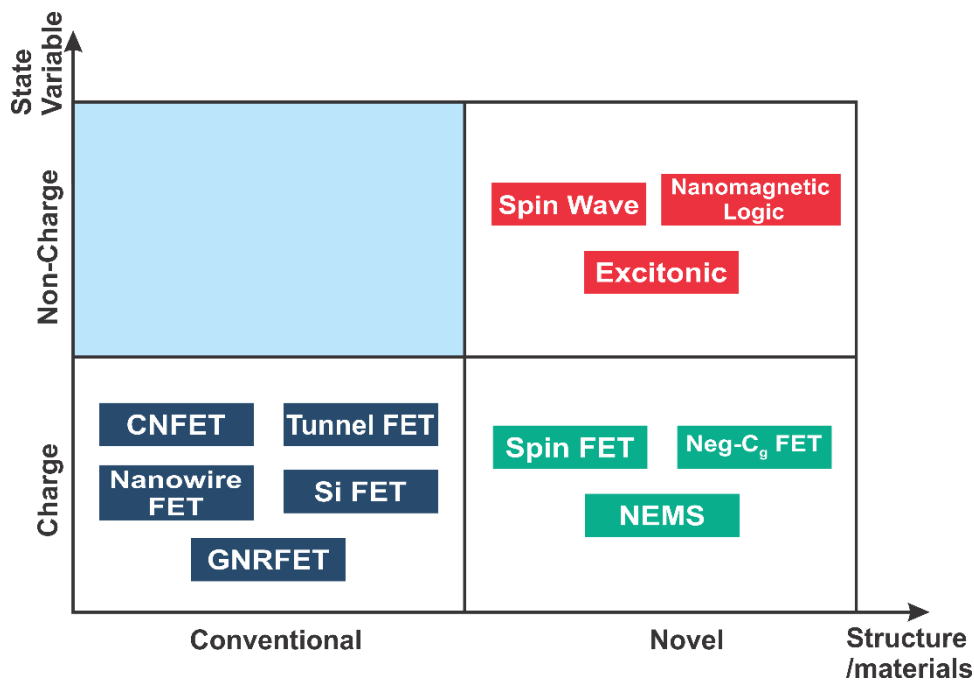 State
Variable
Non-Charge
Spin Wave
Nanomagnetic
Logic
Excitonic
Charge
CNFET
Tunnel FET
Nanowire
FET
Si FET
GNRFET
Spin FET
Neg-Cg FET
NEMS
Conventional
Novel
Structure
/materials